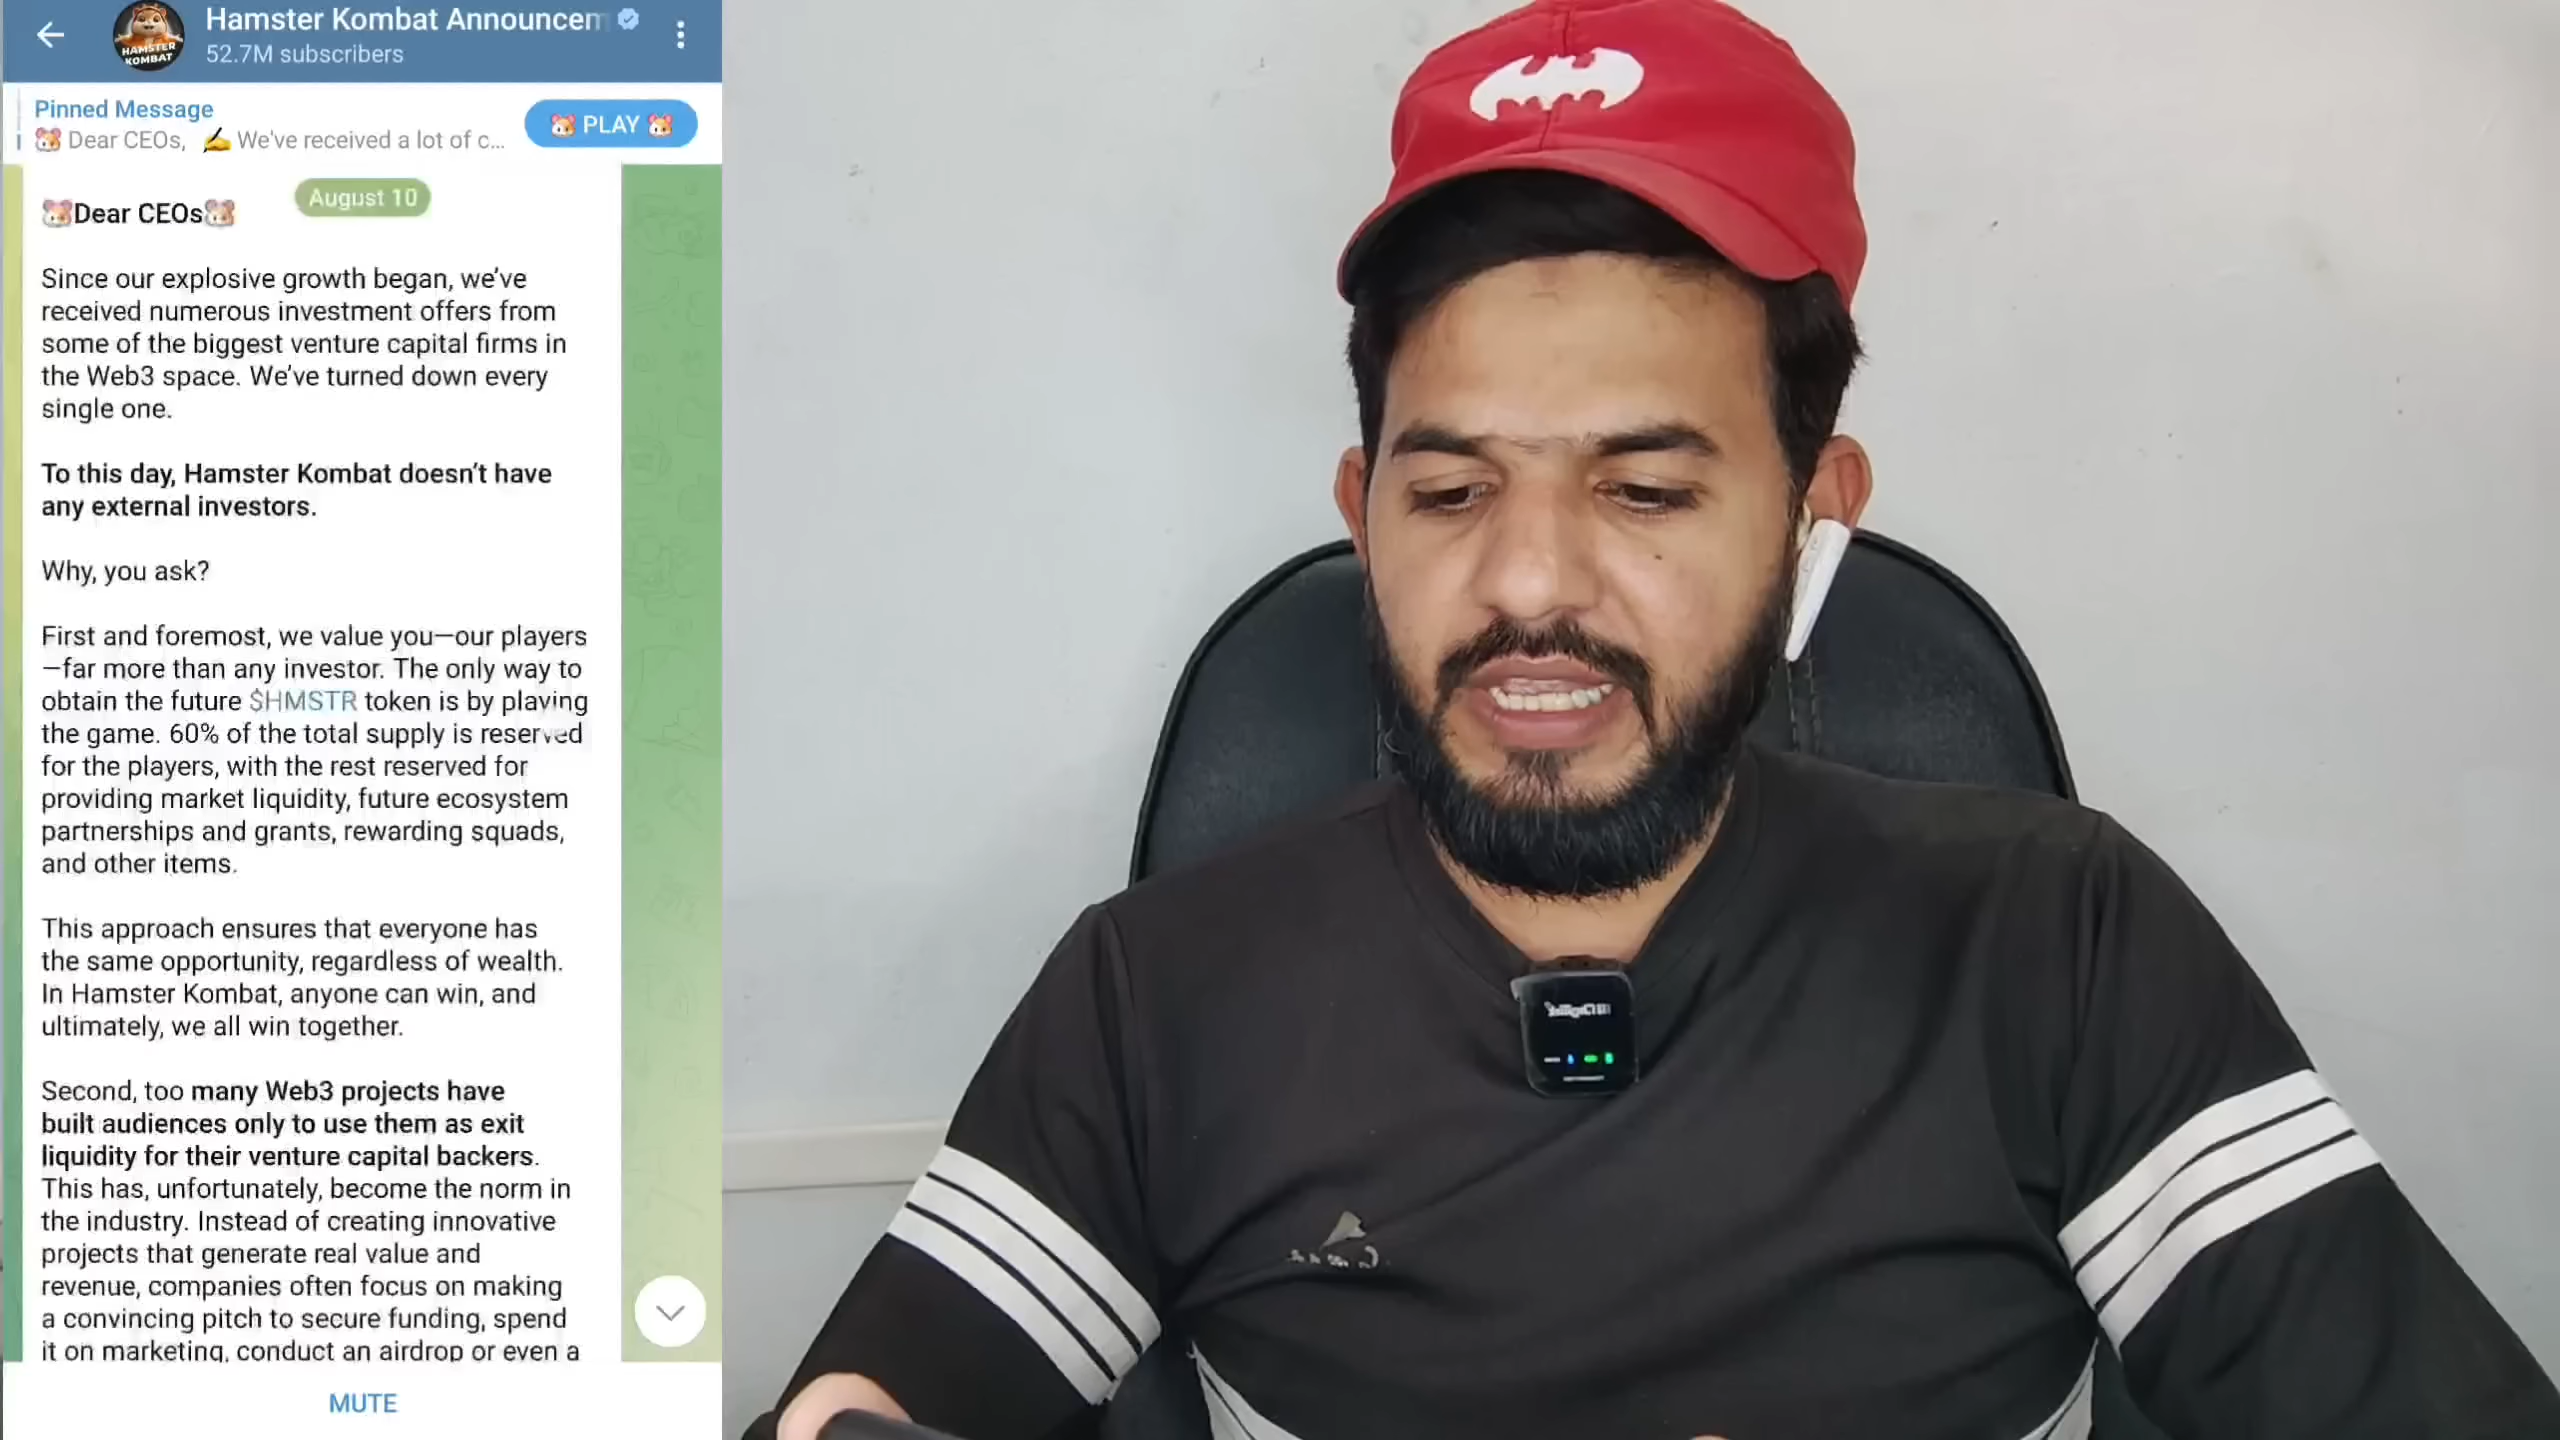 Hamster Kombat Announcem
52.7M subscribers
HAMSTER
KOMBAT
Pinned Message
🐹 Dear CEOs, ✍️ We've received a lot of c...
🐹 PLAY 🐹
August 10
🐹Dear CEOs🐹
Since our explosive growth began, we've
received numerous investment offers from
some of the biggest venture capital firms in
the Web3 space. We've turned down every
single one.
To this day, Hamster Kombat doesn't have
any external investors.
Why, you ask?
First and foremost, we value you—our players
—far more than any investor. The only way to
obtain the future $HMSTR token is by playing
the game. 60% of the total supply is reserved
for the players, with the rest reserved for
providing market liquidity, future ecosystem
partnerships and grants, rewarding squads,
and other items.
This approach ensures that everyone has
the same opportunity, regardless of wealth.
In Hamster Kombat, anyone can win, and
ultimately, we all win together.
Second, too many Web3 projects have
built audiences only to use them as exit
liquidity for their venture capital backers.
This has, unfortunately, become the norm in
the industry. Instead of creating innovative
projects that generate real value and
revenue, companies often focus on making
a convincing pitch to secure funding, spend
it on marketing, conduct an airdrop or even a
MUTE